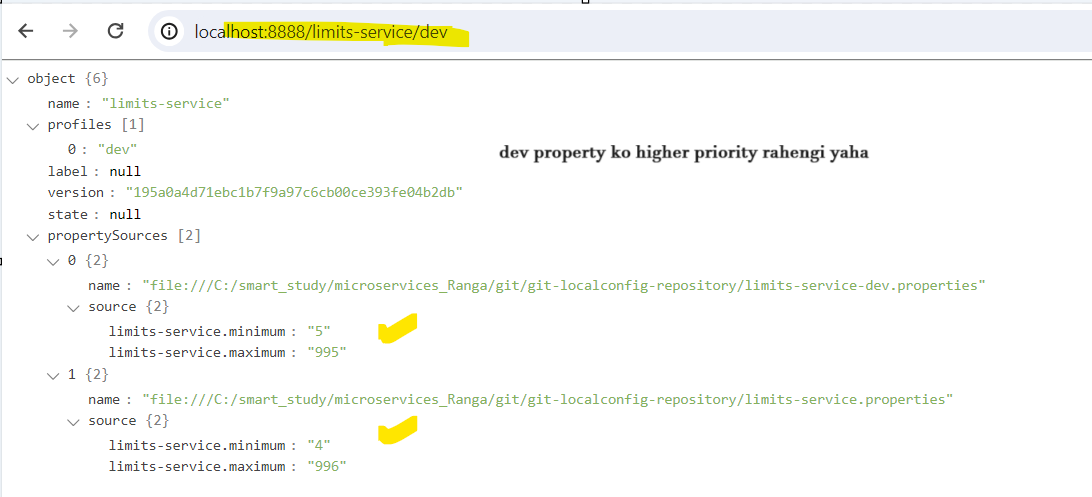 localhost:8888/limits-service/dev
object {6}
name : "limits-service"
profiles [1]
0 : "dev"
dev property ko higher priority rahengi yaha
label : null
version : "195a0a4d71ebc1b7f9a97c6cb00ce393fe04b2db"
state : null
propertySources [2]
0 {2}
name : "file:///C:/smart_study/microservices_Ranga/git/git-localconfig-repository/limits-service-dev.properties"
source {2}
limits-service.minimum : "5"
limits-service.maximum : "995"
1 {2}
name : "file:///C:/smart_study/microservices_Ranga/git/git-localconfig-repository/limits-service.properties"
source {2}
limits-service.minimum : "4"
limits-service.maximum : "996"